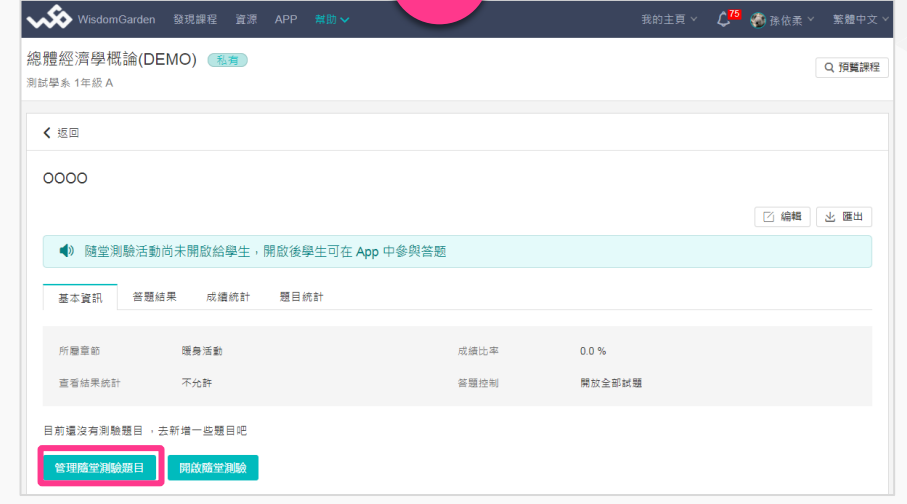 WisdomGarden 發現課程 資源 APP 幫助 我的主頁 75 孫依柔 繁體中文
總體經濟學概論(DEMO) 私有
預覽課程
測試學系 1年級 A
返回
OOOO
編輯 匯出
隨堂測驗活動尚未開啟給學生,開啟後學生可在 App 中參與答題
基本資訊 答題結果 成績統計 題目統計
所屬章節 暖身活動 成績比率 0.0 %
查看結果統計 不允許 答題控制 開放全部試題
目前還沒有測驗題目 ,去新增一些題目吧
管理隨堂測驗題目 開啟隨堂測驗